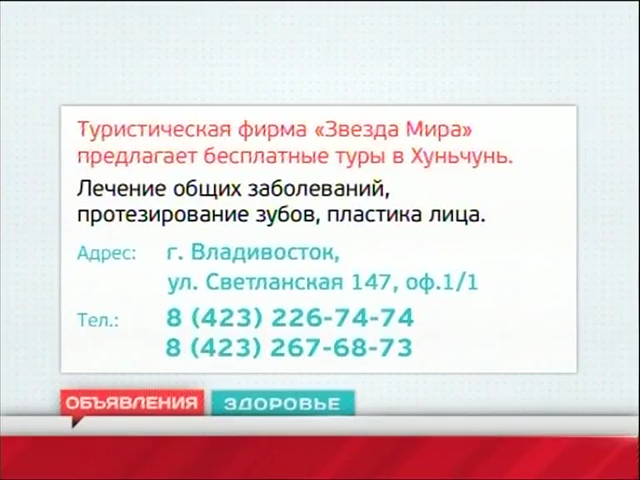 Туристическая фирма «Звезда Мира»
предлагает бесплатные туры в Хуньчунь.
Лечение общих заболеваний,
протезирование зубов, пластика лица.
Адрес: г. Владивосток,
ул. Светланская 147, оф.1/1
Тел.: 8 (423) 226-74-74
8 (423) 267-68-73
ОБЪЯВЛЕНИЯ ЗДОРОВЬЕ